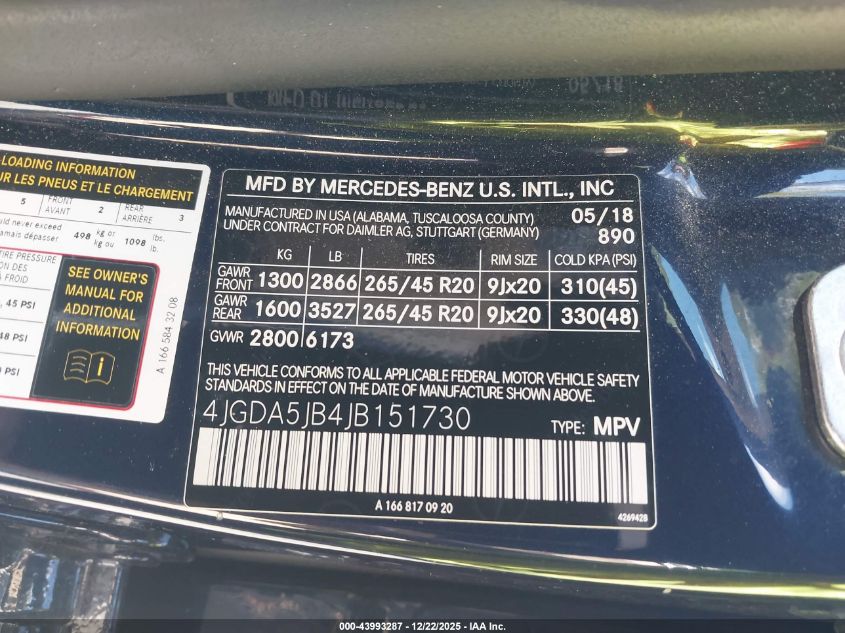 -LOADING INFORMATION
UR LES PNEUS ET LE CHARGEMENT
5 FRONT AVANT 2 REAR ARRIÈRE 3
uld never exceed
amais dépasser 498 kg or kg ou 1098 lbs. lb.
TIRE PRESSURE
ION DES
À FROID
, 45 PSI
48 PSI
PSI
SEE OWNER'S
MANUAL FOR
ADDITIONAL
INFORMATION
A 166 584 32 08
MFD BY MERCEDES-BENZ U.S. INTL., INC
MANUFACTURED IN USA (ALABAMA, TUSCALOOSA COUNTY) 05/18
UNDER CONTRACT FOR DAIMLER AG, STUTTGART (GERMANY) 890
KG LB TIRES RIM SIZE COLD KPA (PSI)
GAWR FRONT 1300 2866 265/45 R20 9Jx20 310(45)
GAWR REAR 1600 3527 265/45 R20 9Jx20 330(48)
GWR 2800 6173
THIS VEHICLE CONFORMS TO ALL APPLICABLE FEDERAL MOTOR VEHICLE SAFETY
STANDARDS IN EFFECT ON THE DATE OF MANUFACTURE SHOWN ABOVE.
4JGDA5JB4JB151730 TYPE: MPV
A 166 817 09 20
4269428
000-43993287 - 12/22/2025 - IAA Inc.